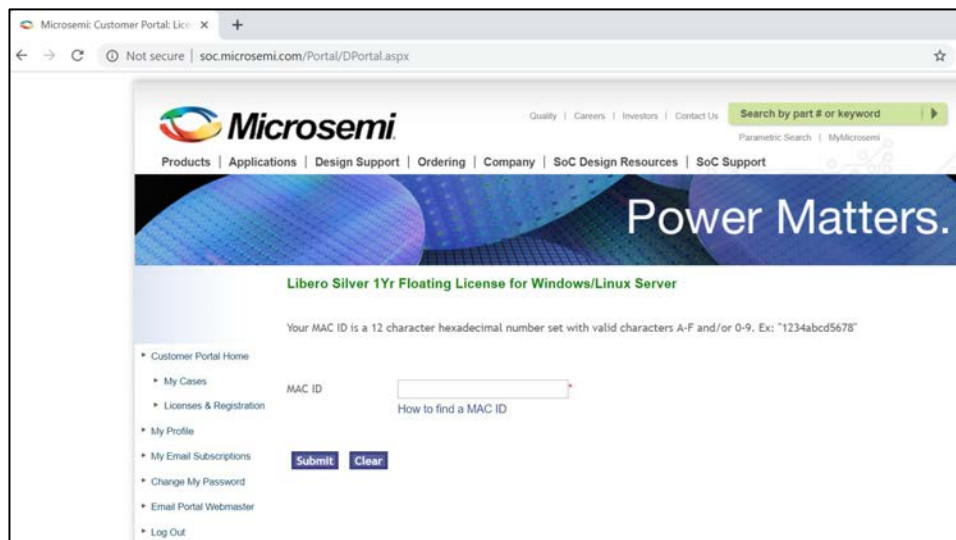 Microsemi: Customer Portal: Lice
Not secure | soc.microsemi.com/Portal/DPortal.aspx
Microsemi
Quality | Careers | Investors | Contact Us
Search by part # or keyword
Parametric Search | MyMicrosemi
Products | Applications | Design Support | Ordering | Company | SoC Design Resources | SoC Support
Power Matters.
Libero Silver 1Yr Floating License for Windows/Linux Server
Your MAC ID is a 12 character hexadecimal number set with valid characters A-F and/or 0-9. Ex: "1234abcd5678"
Customer Portal Home
My Cases
Licenses & Registration
My Profile
My Email Subscriptions
Change My Password
Email Portal Webmaster
Log Out
MAC ID
*
How to find a MAC ID
Submit Clear